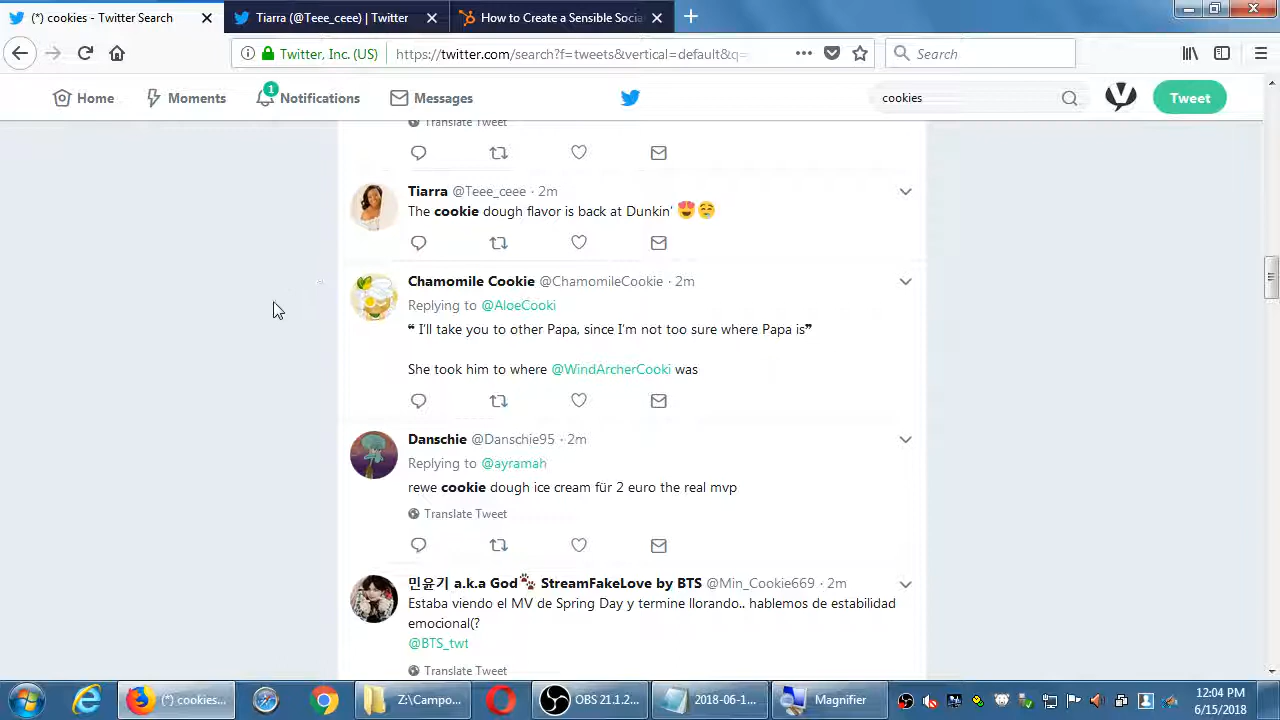 (*) cookies - Twitter Search
Tiarra (@Teee_ceee) | Twitter
How to Create a Sensible Socia
Twitter, Inc. (US)
https://twitter.com/search?f=tweets&vertical=default&q=
Search
Home
Moments
1
Notifications
Messages
cookies
Tweet
Translate Tweet
Tiarra @Teee_ceee · 2m
The cookie dough flavor is back at Dunkin' 😍🤤
Chamomile Cookie @ChamomileCookie · 2m
Replying to @AloeCooki
❝ I'll take you to other Papa, since I'm not too sure where Papa is❞
She took him to where @WindArcherCooki was
Danschie @Danschie95 · 2m
Replying to @ayramah
rewe cookie dough ice cream für 2 euro the real mvp
Translate Tweet
민윤기 a.k.a God🐾 StreamFakeLove by BTS @Min_Cookie669 · 2m
Estaba viendo el MV de Spring Day y termine llorando.. hablemos de estabilidad
emocional(?
@BTS_twt
Translate Tweet
(*) cookies...
Z:\Campo...
OBS 21.1.2...
2018-06-1...
Magnifier
12:04 PM
6/15/2018